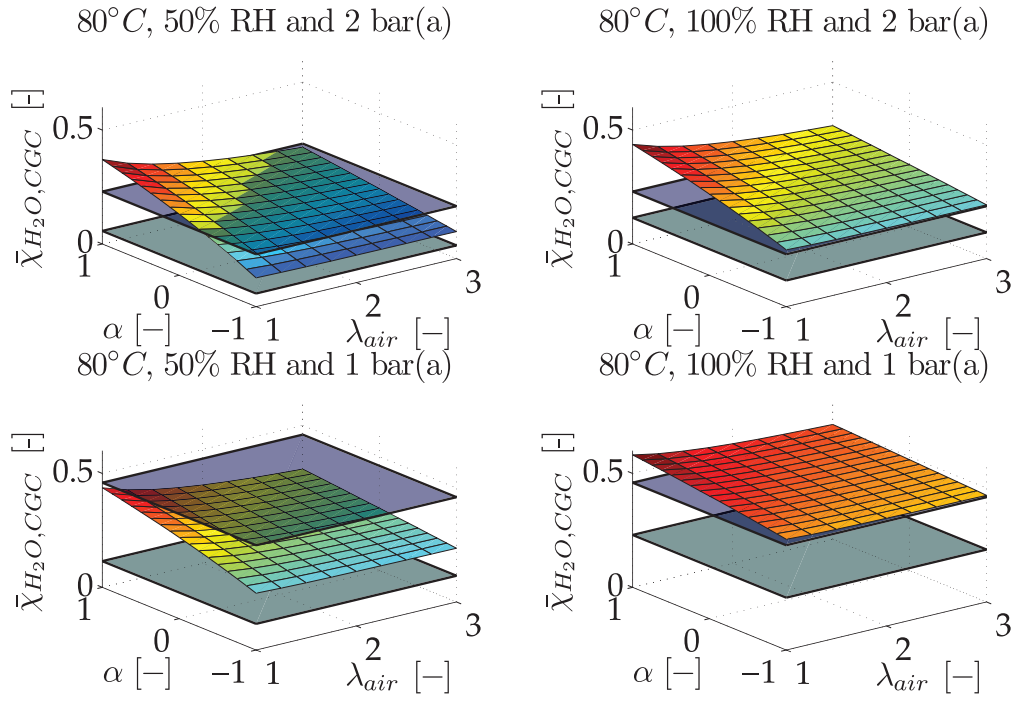 80°C, 50% RH and 2 bar(a)
80°C, 100% RH and 2 bar(a)
χ̄H₂O,CGC [-]
0.5
0
1
0
−1
α [−]
1
2
3
λair [−]
χ̄H₂O,CGC [-]
0.5
0
1
0
−1
α [−]
1
2
3
λair [−]
80°C, 50% RH and 1 bar(a)
80°C, 100% RH and 1 bar(a)
χ̄H₂O,CGC [-]
0.5
0
1
0
−1
α [−]
1
2
3
λair [−]
χ̄H₂O,CGC [-]
0.5
0
1
0
−1
α [−]
1
2
3
λair [−]